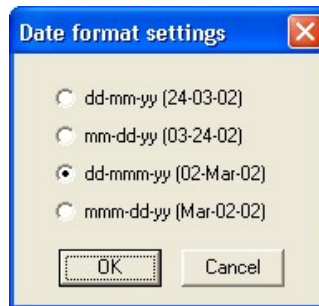 Date format settings
dd-mm-yy (24-03-02)
mm-dd-yy (03-24-02)
dd-mmm-yy (02-Mar-02)
mmm-dd-yy (Mar-02-02)
OK Cancel